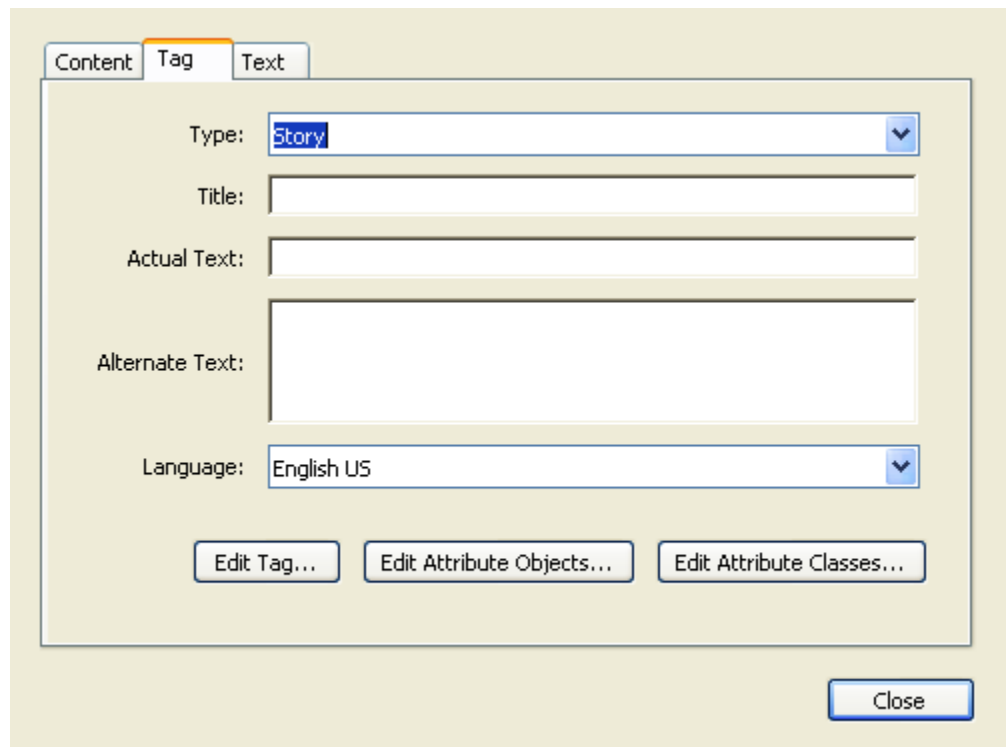 Content Tag Text
Type: Story
Title:
Actual Text:
Alternate Text:
Language: English US
Edit Tag... Edit Attribute Objects... Edit Attribute Classes...
Close